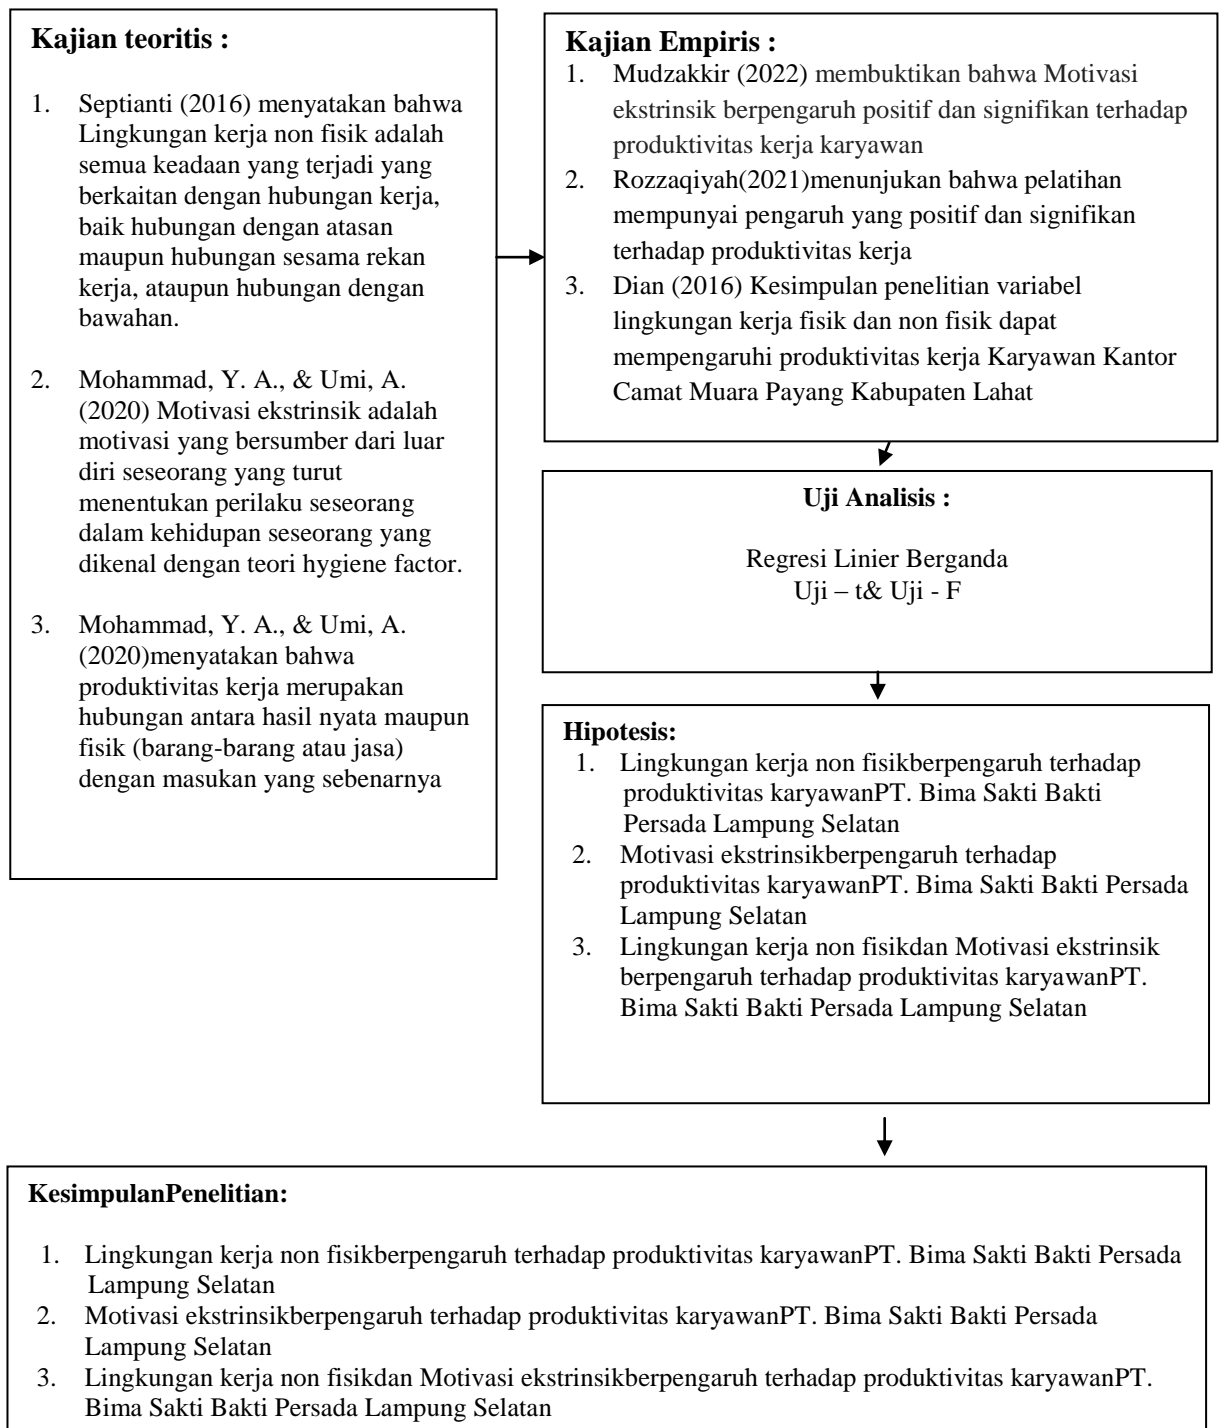 Kajian teoritis :
1. Septianti (2016) menyatakan bahwa
Lingkungan kerja non fisik adalah
semua keadaan yang terjadi yang
berkaitan dengan hubungan kerja,
baik hubungan dengan atasan
maupun hubungan sesama rekan
kerja, ataupun hubungan dengan
bawahan.
2. Mohammad, Y. A., & Umi, A.
(2020) Motivasi ekstrinsik adalah
motivasi yang bersumber dari luar
diri seseorang yang turut
menentukan perilaku seseorang
dalam kehidupan seseorang yang
dikenal dengan teori hygiene factor.
3. Mohammad, Y. A., & Umi, A.
(2020)menyatakan bahwa
produktivitas kerja merupakan
hubungan antara hasil nyata maupun
fisik (barang-barang atau jasa)
dengan masukan yang sebenarnya
Kajian Empiris :
1. Mudzakkir (2022) membuktikan bahwa Motivasi
ekstrinsik berpengaruh positif dan signifikan terhadap
produktivitas kerja karyawan
2. Rozzaqiyah(2021)menunjukan bahwa pelatihan
mempunyai pengaruh yang positif dan signifikan
terhadap produktivitas kerja
3. Dian (2016) Kesimpulan penelitian variabel
lingkungan kerja fisik dan non fisik dapat
mempengaruhi produktivitas kerja Karyawan Kantor
Camat Muara Payang Kabupaten Lahat
Uji Analisis :
Regresi Linier Berganda
Uji – t& Uji - F
Hipotesis:
1. Lingkungan kerja non fisikberpengaruh terhadap
produktivitas karyawanPT. Bima Sakti Bakti
Persada Lampung Selatan
2. Motivasi ekstrinsikberpengaruh terhadap
produktivitas karyawanPT. Bima Sakti Bakti Persada
Lampung Selatan
3. Lingkungan kerja non fisikdan Motivasi ekstrinsik
berpengaruh terhadap produktivitas karyawanPT.
Bima Sakti Bakti Persada Lampung Selatan
KesimpulanPenelitian:
1. Lingkungan kerja non fisikberpengaruh terhadap produktivitas karyawanPT. Bima Sakti Bakti Persada
Lampung Selatan
2. Motivasi ekstrinsikberpengaruh terhadap produktivitas karyawanPT. Bima Sakti Bakti Persada
Lampung Selatan
3. Lingkungan kerja non fisikdan Motivasi ekstrinsikberpengaruh terhadap produktivitas karyawanPT.
Bima Sakti Bakti Persada Lampung Selatan